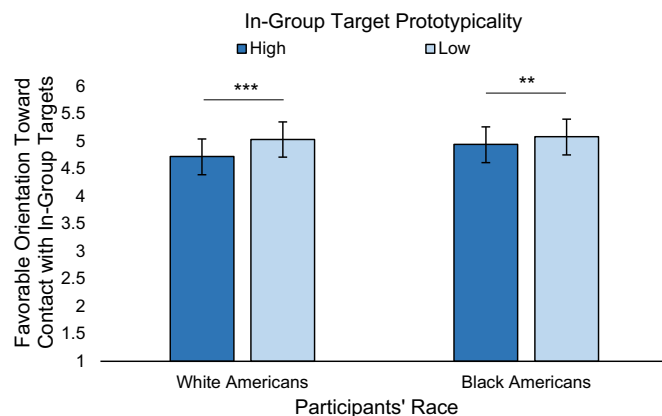 In-Group Target Prototypicality
High Low
Favorable Orientation Toward
Contact with In-Group Targets
6
5.5
5
4.5
4
3.5
3
2.5
2
1.5
1
***
**
White Americans
Black Americans
Participants' Race